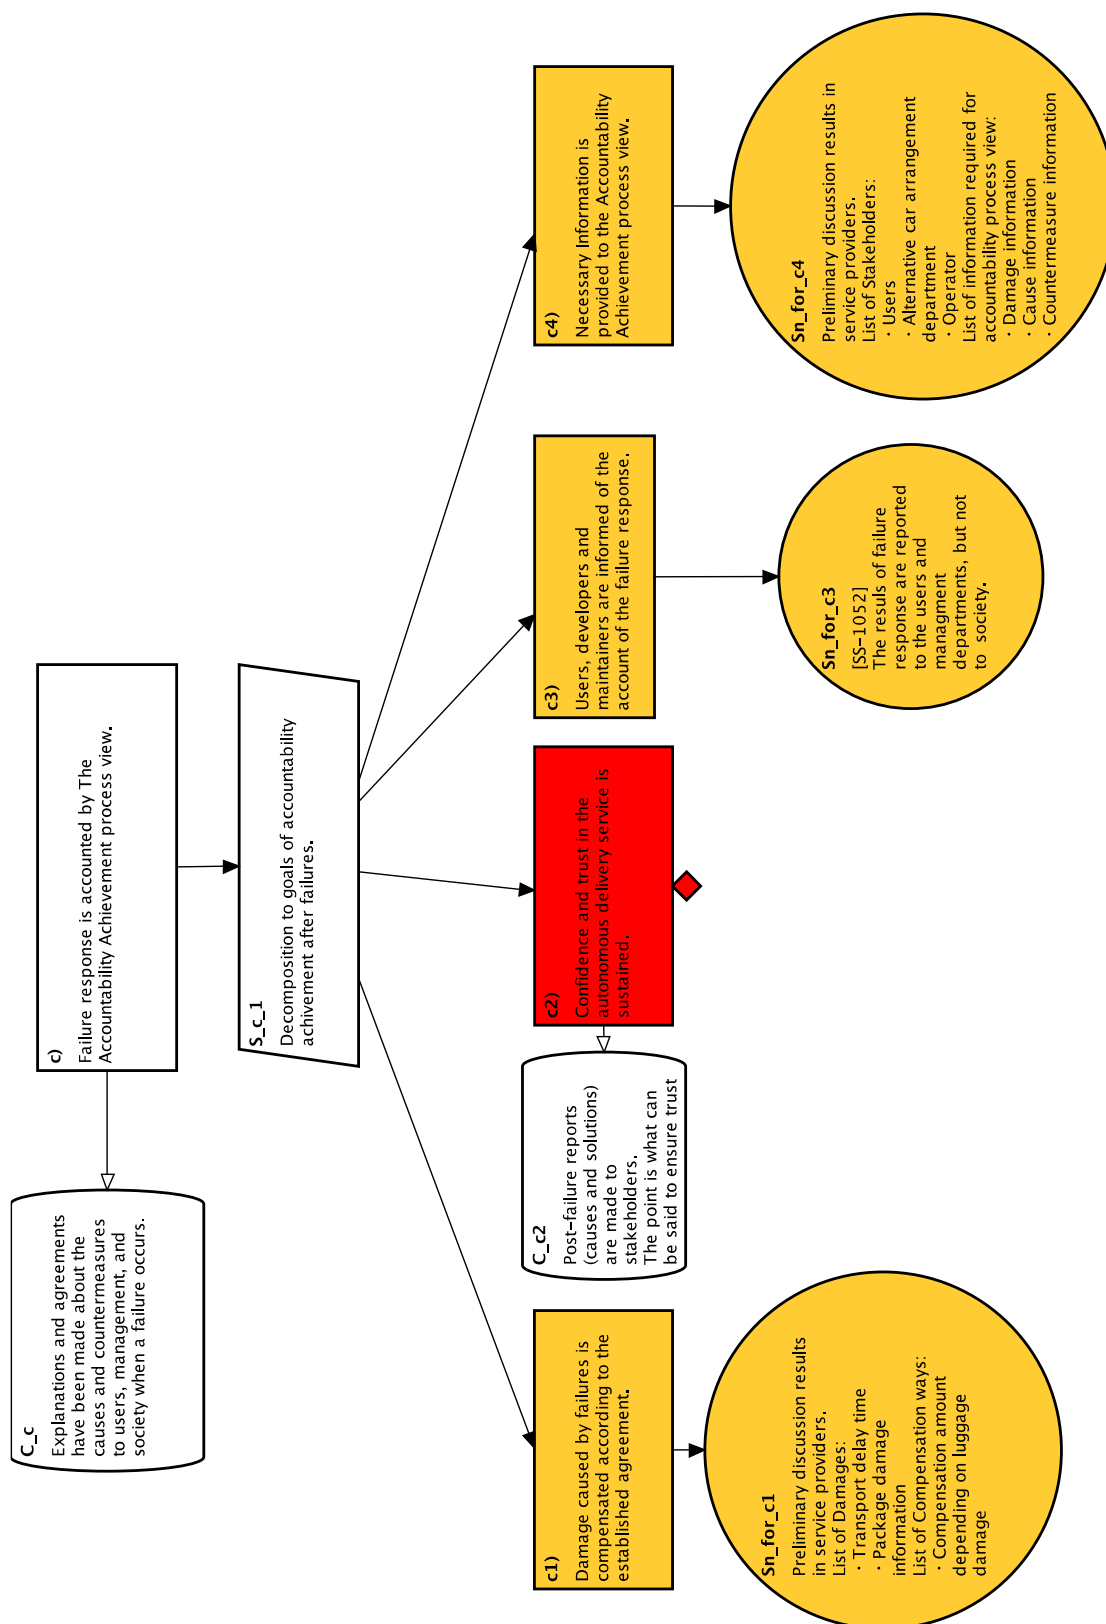 C_c
Explanations and agreements
have been made about the
causes and countermeasures
to users, management, and
society when a failure occurs.
c)
Failure response is accounted by The
Accountability Achievement process view.
S_c_1
Decomposition to goals of accountability
achivement after failures.
c1)
Damage caused by failures is
compensated according to the
established agreement.
C_c2
Post-failure reports
(causes and solutions)
are made to
stakeholders.
The point is what can
be said to ensure trust
c2)
Confidence and trust in the
autonomous delivery service is
sustained.
c3)
Users, developers and
maintainers are informed of the
account of the failure response.
c4)
Necessary Information is
provided to the Accountability
Achievement process view.
Sn_for_c1
Preliminary discussion results
in service providers.
List of Damages:
・Transport delay time
・Package damage
information
List of Compensation ways:
・Compensation amount
depending on luggage
damage
Sn_for_c3
[SS-1052]
The resuls of failure
response are reported
to the users and
managment
departments, but not
to society.
Sn_for_c4
Preliminary discussion results in
service providers.
List of Stakeholders:
・Users
・Alternative car arrangement
department
・Operator
List of information required for
accountability process view:
・Damage information
・Cause information
・Countermeasure information